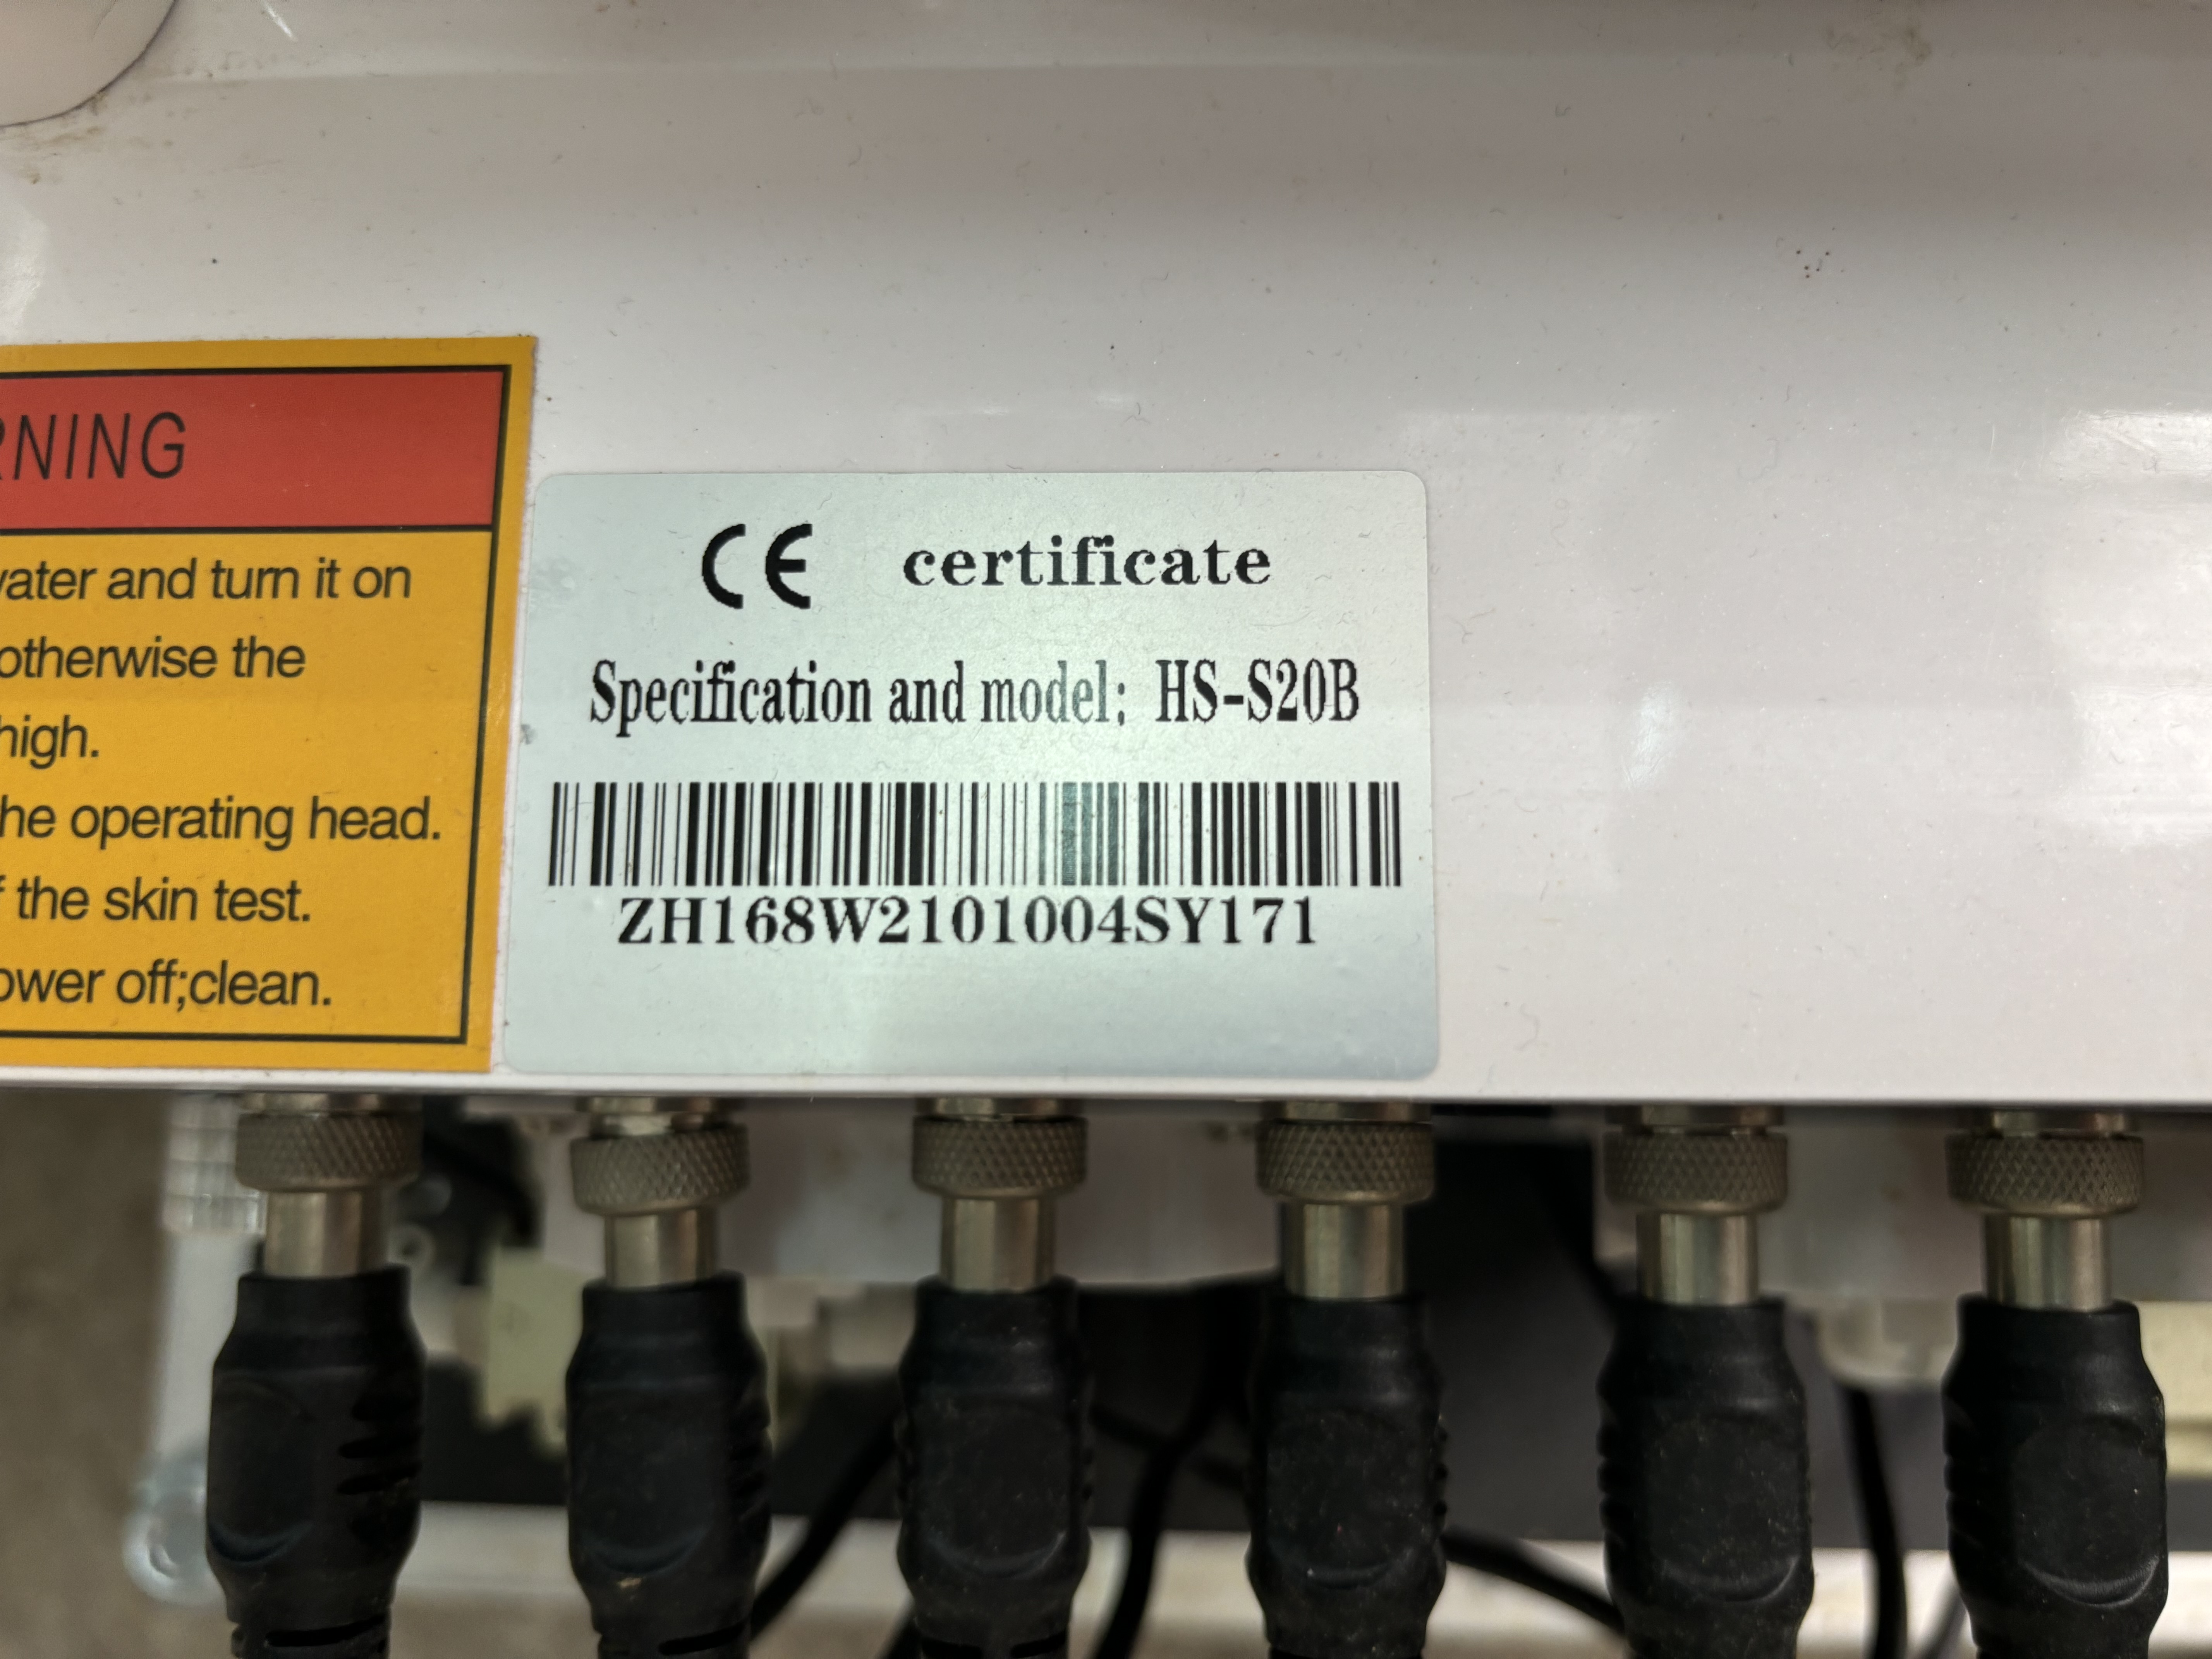 RNING
water and turn it on
otherwise the
high.
the operating head.
f the skin test.
ower off;clean.
CE certificate
Specification and model: HS-S20B
ZH168W2101004SY171